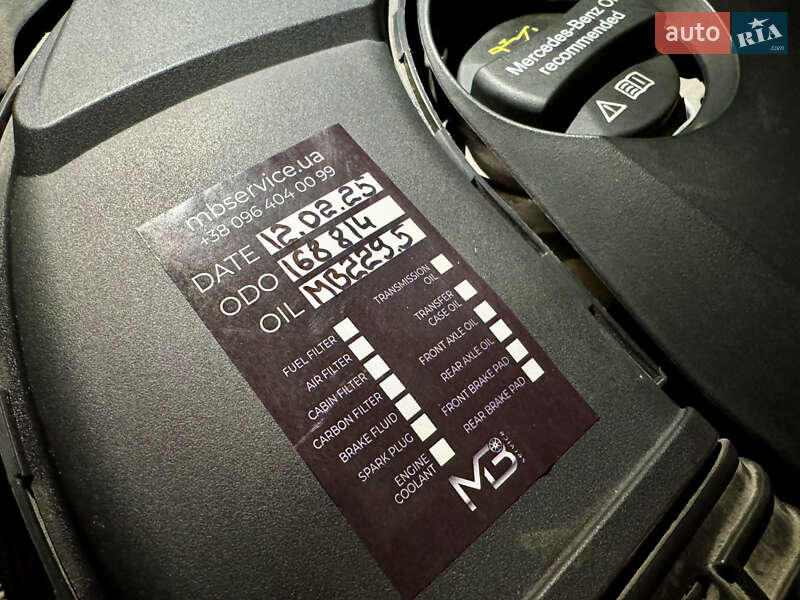 Mercedes-Benz O
recommended
auto RIA
.com
mbservice.ua
+38 096 404 00 99
DATE 12.02.25
ODO 168 814
OIL MB229.5
FUEL FILTER
AIR FILTER
CABIN FILTER
CARBON FILTER
BRAKE FLUID
SPARK PLUG
ENGINE
COOLANT
TRANSMISSION
OIL
TRANSFER
CASE OIL
FRONT AXLE OIL
REAR AXLE OIL
FRONT BRAKE PAD
REAR BRAKE PAD
MB